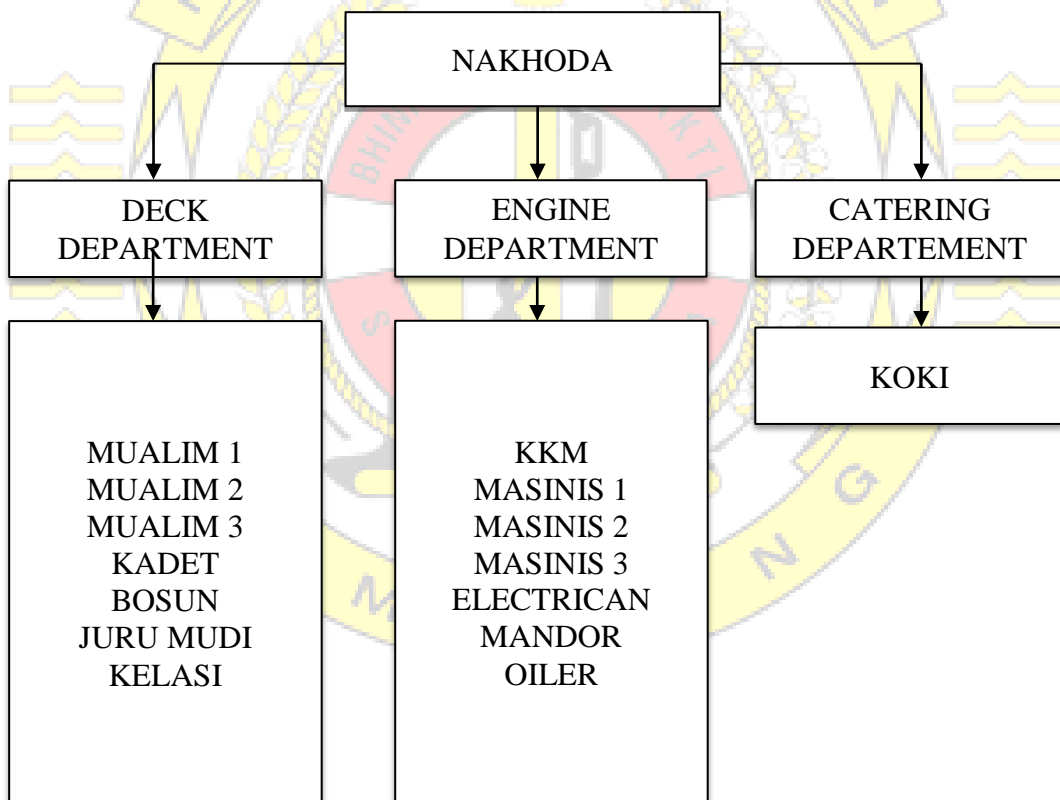 NAKHODA
DECK
DEPARTMENT
ENGINE
DEPARTMENT
CATERING
DEPARTEMENT
KOKI
MUALIM 1
MUALIM 2
MUALIM 3
KADET
BOSUN
JURU MUDI
KELASI
KKM
MASINIS 1
MASINIS 2
MASINIS 3
ELECTRICAN
MANDOR
OILER